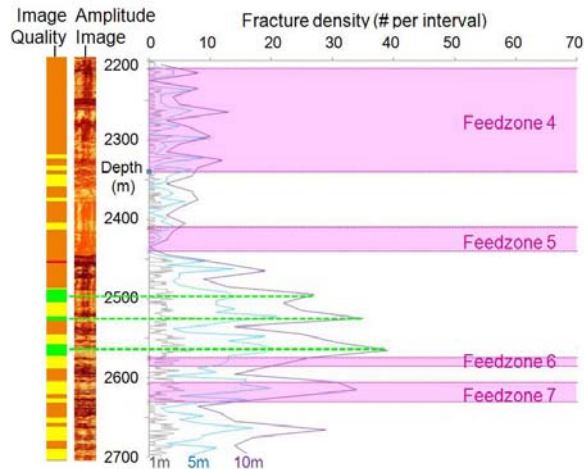 Image Quality
Amplitude Image
Fracture density (# per interval)
0 10 20 30 40 50 60 70
2200
Feedzone 4
2300
Depth (m)
2400
Feedzone 5
2500
Feedzone 6
2600
Feedzone 7
2700
1m 5m 10m